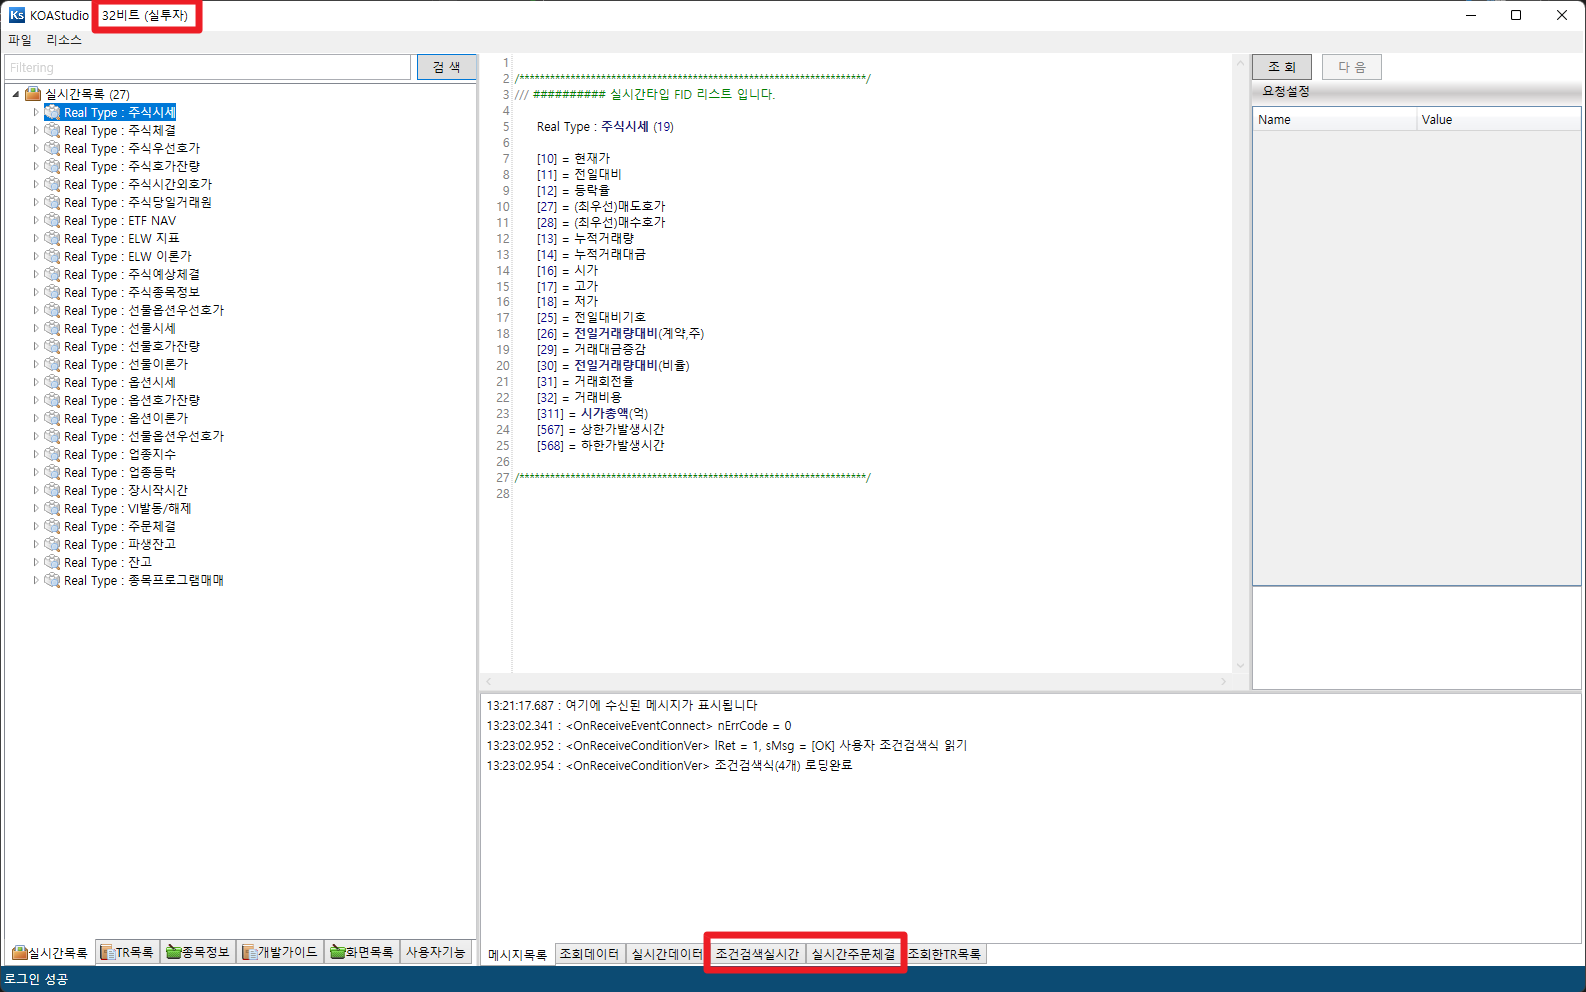 Ks KOAStudio 32비트 (실투자)
파일 리소스
Filtering
검 색
실시간목록 (27)
Real Type : 주식시세
Real Type : 주식체결
Real Type : 주식우선호가
Real Type : 주식호가잔량
Real Type : 주식시간외호가
Real Type : 주식당일거래원
Real Type : ETF NAV
Real Type : ELW 지표
Real Type : ELW 이론가
Real Type : 주식예상체결
Real Type : 주식종목정보
Real Type : 선물옵션우선호가
Real Type : 선물시세
Real Type : 선물호가잔량
Real Type : 선물이론가
Real Type : 옵션시세
Real Type : 옵션호가잔량
Real Type : 옵션이론가
Real Type : 선물옵션우선호가
Real Type : 업종지수
Real Type : 업종등락
Real Type : 장시작시간
Real Type : VI발동/해제
Real Type : 주문체결
Real Type : 파생잔고
Real Type : 잔고
Real Type : 종목프로그램매매
실시간목록 TR목록 종목정보 개발가이드 화면목록 사용자기능
1
2 /********************************************************************/
3 /// ########## 실시간타입 FID 리스트 입니다.
4
5 Real Type : 주식시세 (19)
6
7 [10] = 현재가
8 [11] = 전일대비
9 [12] = 등락율
10 [27] = (최우선)매도호가
11 [28] = (최우선)매수호가
12 [13] = 누적거래량
13 [14] = 누적거래대금
14 [16] = 시가
15 [17] = 고가
16 [18] = 저가
17 [25] = 전일대비기호
18 [26] = 전일거래량대비(계약,주)
19 [29] = 거래대금증감
20 [30] = 전일거래량대비(비율)
21 [31] = 거래회전율
22 [32] = 거래비용
23 [311] = 시가총액(억)
24 [567] = 상한가발생시간
25 [568] = 하한가발생시간
26
27 /********************************************************************/
28
조 회 다 음
요청설정
Name Value
13:21:17.687 : 여기에 수신된 메시지가 표시됩니다
13:23:02.341 : <OnReceiveEventConnect> nErrCode = 0
13:23:02.952 : <OnReceiveConditionVer> lRet = 1, sMsg = [OK] 사용자 조건검색식 읽기
13:23:02.954 : <OnReceiveConditionVer> 조건검색식(4개) 로딩완료
메시지목록 조회데이터 실시간데이터 조건검색실시간 실시간주문체결 조회한TR목록
로그인 성공